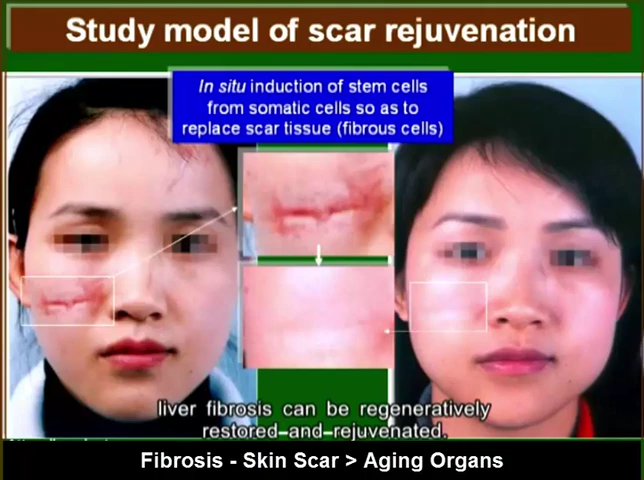 Study model of scar rejuvenation
In situ induction of stem cells
from somatic cells so as to
replace scar tissue (fibrous cells)
liver fibrosis can be regeneratively
restored and rejuvenated.
Fibrosis - Skin Scar > Aging Organs